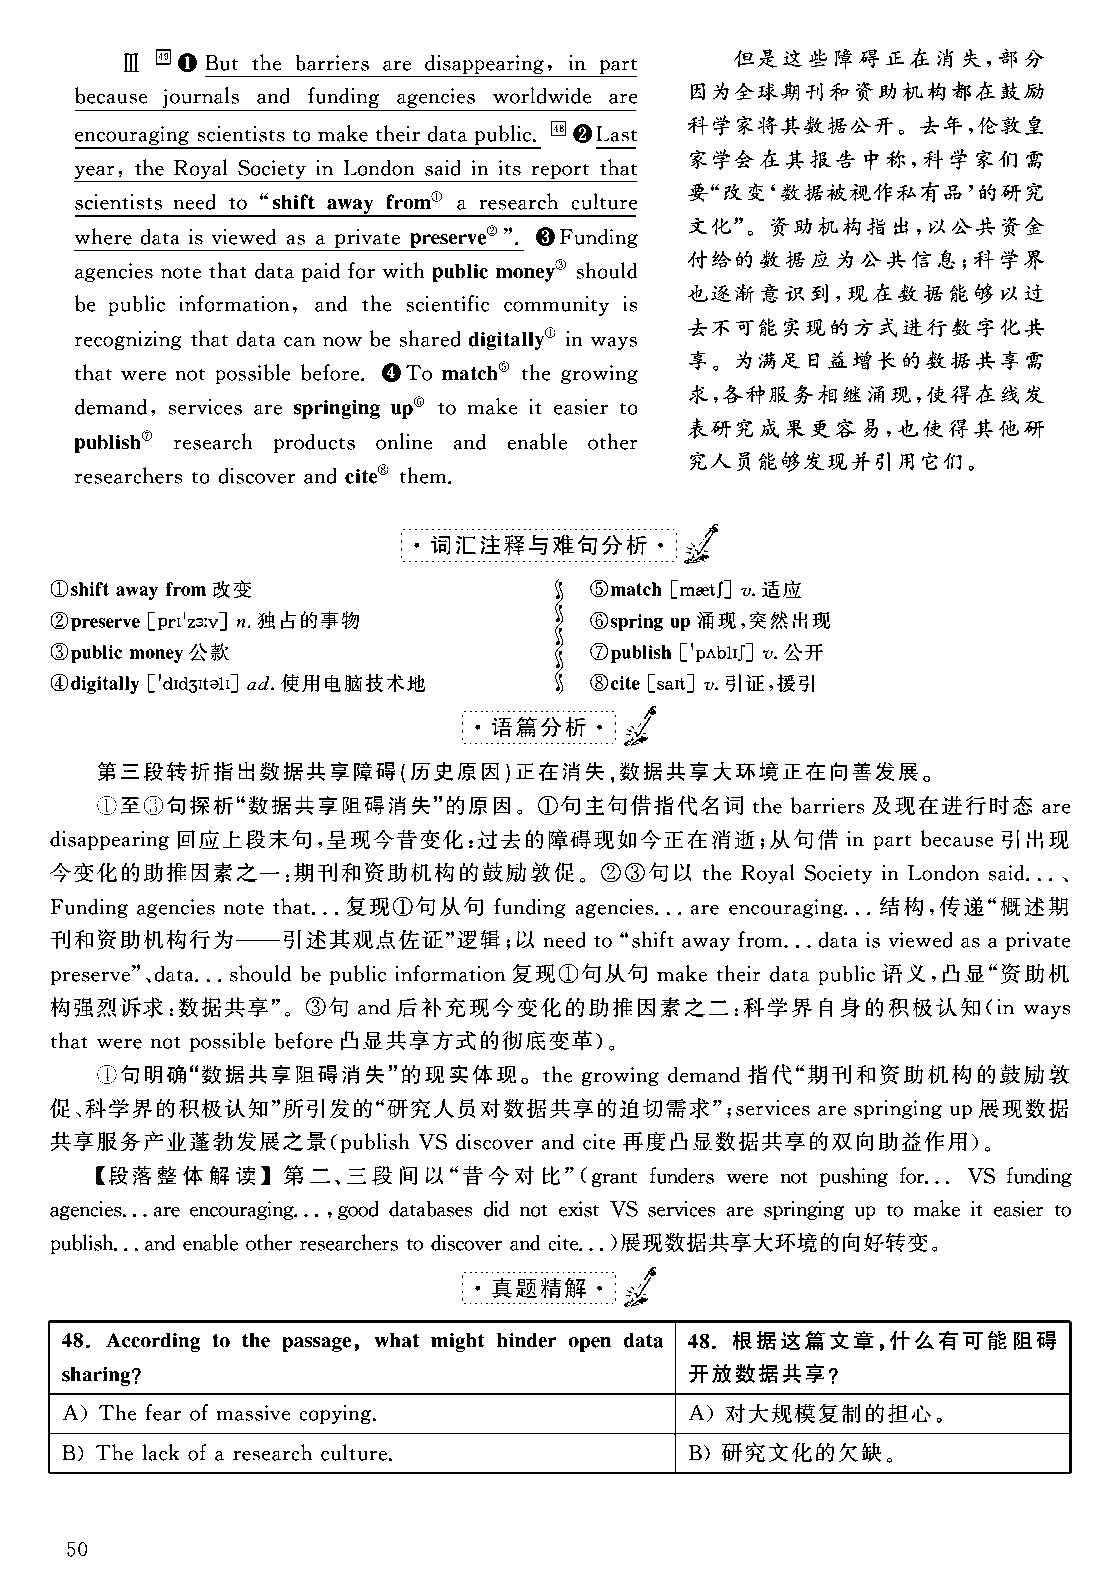 Ⅲ 49 ❶ But the barriers are disappearing, in part
because journals and funding agencies worldwide are
encouraging scientists to make their data public. 48 ❷ Last
year, the Royal Society in London said in its report that
scientists need to “shift away from① a research culture
where data is viewed as a private preserve②”. ❸ Funding
agencies note that data paid for with public money③ should
be public information, and the scientific community is
recognizing that data can now be shared digitally④ in ways
that were not possible before. ❹ To match⑤ the growing
demand, services are springing up⑥ to make it easier to
publish⑦ research products online and enable other
researchers to discover and cite⑧ them.
但是这些障碍正在消失,部分
因为全球期刊和资助机构都在鼓励
科学家将其数据公开。去年,伦敦皇
家学会在其报告中称,科学家们需
要“改变‘数据被视作私有品’的研究
文化”。资助机构指出,以公共资金
付给的数据应为公共信息;科学界
也逐渐意识到,现在数据能够以过
去不可能实现的方式进行数字化共
享。为满足日益增长的数据共享需
求,各种服务相继涌现,使得在线发
表研究成果更容易,也使得其他研
究人员能够发现并引用它们。
·词汇注释与难句分析·
①shift away from 改变
②preserve [prɪˈzɜːv] n. 独占的事物
③public money 公款
④digitally [ˈdɪdʒɪtəlɪ] ad. 使用电脑技术地
⑤match [mætʃ] v. 适应
⑥spring up 涌现,突然出现
⑦publish [ˈpʌblɪʃ] v. 公开
⑧cite [saɪt] v. 引证,援引
·语篇分析·
第三段转折指出数据共享障碍(历史原因)正在消失,数据共享大环境正在向善发展。
①至③句探析“数据共享阻碍消失”的原因。①句主句借指代名词 the barriers 及现在进行时态 are
disappearing 回应上段末句,呈现今昔变化:过去的障碍现如今正在消逝;从句借 in part because 引出现
今变化的助推因素之一:期刊和资助机构的鼓励敦促。②③句以 the Royal Society in London said...、
Funding agencies note that... 复现①句从句 funding agencies... are encouraging... 结构,传递“概述期
刊和资助机构行为——引述其观点佐证”逻辑;以 need to “shift away from... data is viewed as a private
preserve”、data... should be public information 复现①句从句 make their data public 语义,凸显“资助机
构强烈诉求:数据共享”。③句 and 后补充现今变化的助推因素之二:科学界自身的积极认知(in ways
that were not possible before 凸显共享方式的彻底变革)。
④句明确“数据共享阻碍消失”的现实体现。the growing demand 指代“期刊和资助机构的鼓励敦
促、科学界的积极认知”所引发的“研究人员对数据共享的迫切需求”;services are springing up 展现数据
共享服务产业蓬勃发展之景(publish VS discover and cite 再度凸显数据共享的双向助益作用)。
【段落整体解读】第二、三段间以“昔今对比”(grant funders were not pushing for... VS funding
agencies... are encouraging...,good databases did not exist VS services are springing up to make it easier to
publish... and enable other researchers to discover and cite...)展现数据共享大环境的向好转变。
·真题精解·
48. According to the passage, what might hinder open data
sharing?
48. 根据这篇文章,什么有可能阻碍
开放数据共享?
A) The fear of massive copying.
A) 对大规模复制的担心。
B) The lack of a research culture.
B) 研究文化的欠缺。
50